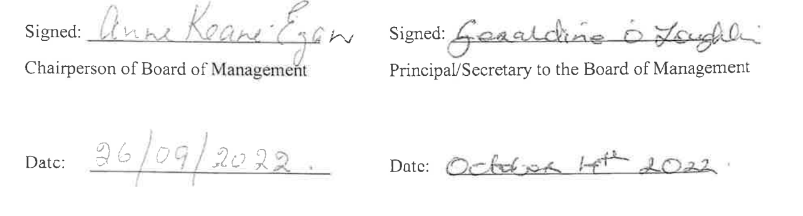 Signed: Anne Keane Egan
Signed: Geraldine O Loughlin
Chairperson of Board of Management
Principal/Secretary to the Board of Management
Date: 26/09/2022.
Date: October 4th 2022.